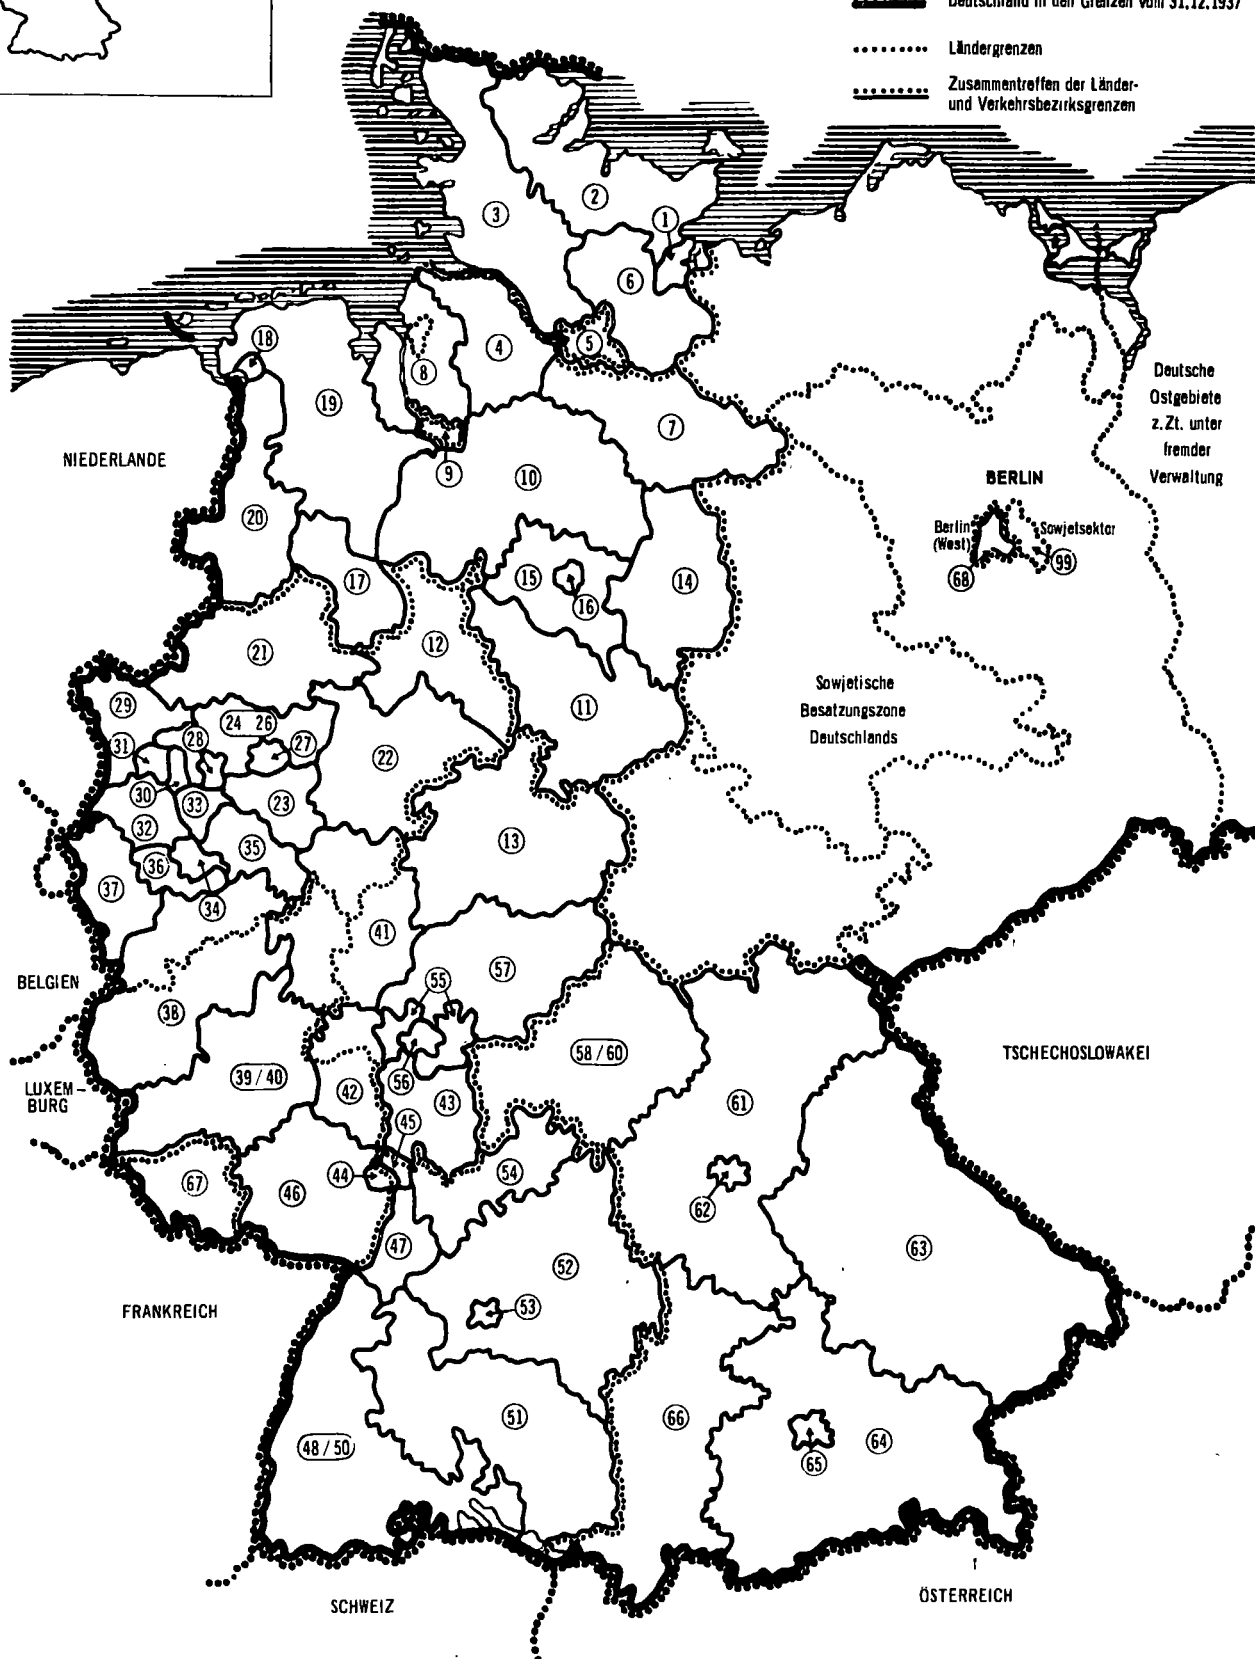 Deutschland in den Grenzen vom 31.12.1937
Ländergrenzen
Zusammentreffen der Länder-
und Verkehrsbezirksgrenzen
2
3
1
6
18
5
4
8
19
7
Deutsche
Ostgebiete
z. Zt. unter
fremder
Verwaltung
NIEDERLANDE
9
10
BERLIN
20
Berlin
(West)
Sowjetsektor
68
99
17
15
16
14
12
21
Sowjetische
Besatzungszone
Deutschlands
29
11
24 26
31
28
27
22
30
33
23
32
35
36
13
37
34
41
57
BELGIEN
55
38
58 / 60
TSCHECHOSLOWAKEI
LUXEM-
BURG
39 / 40
56
42
43
61
45
44
54
67
46
62
47
63
52
FRANKREICH
53
51
66
48 / 50
64
65
SCHWEIZ
ÖSTERREICH